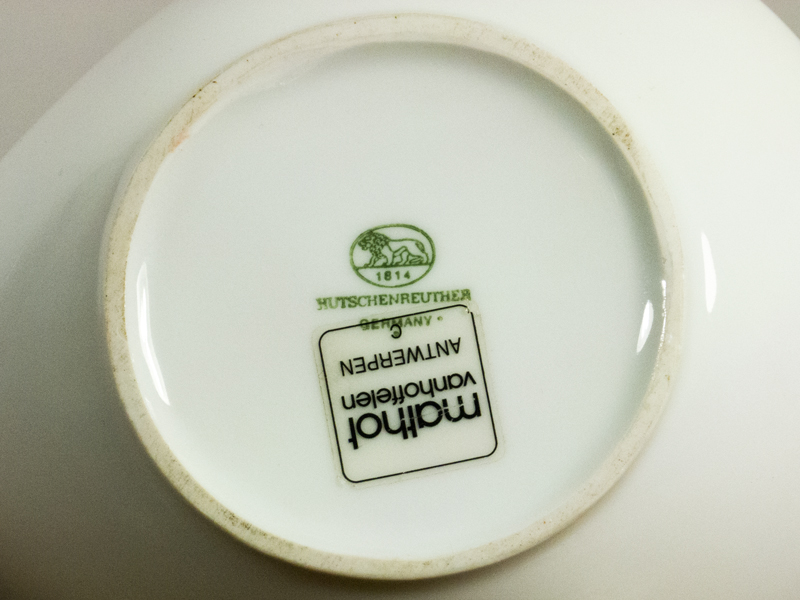 1814
HUTSCHENREUTHER
GERMANY
malhot
vanhoffelen
ANTWERPEN